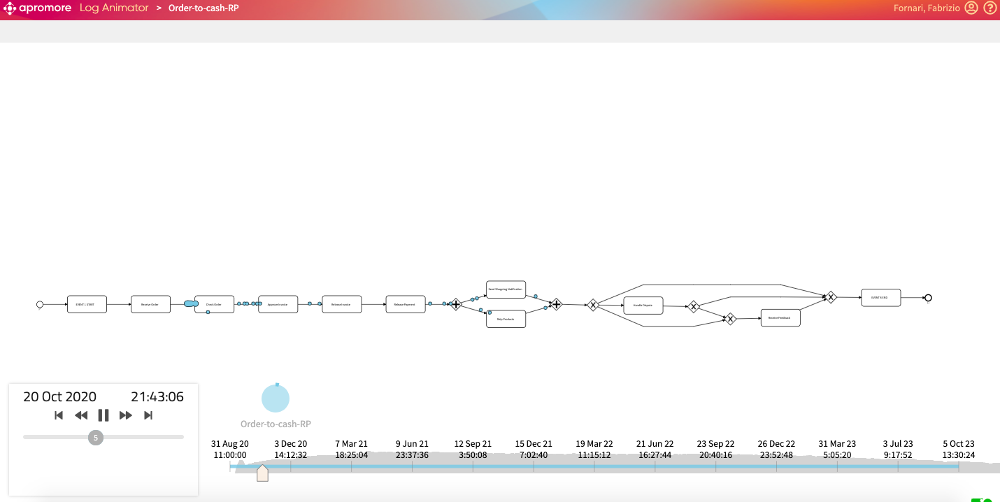 apromore Log Animator > Order-to-cash-RP
Fornari, Fabrizio
EVENT 1 START
Receive Order
Check Order
Approve Invoice
Release Payment
Send Shopping Notification
Ship Products
Handle Dispute
Receive Feedback
20 Oct 2020 21:43:06
5
Order-to-cash-RP
31 Aug 20 3 Dec 20 7 Mar 21 9 Jun 21 12 Sep 21 15 Dec 21 19 Mar 22 21 Jun 22 23 Sep 22 26 Dec 22 31 Mar 23 3 Jul 23 5 Oct 23
11:00:00 14:12:32 18:25:04 23:37:36 3:50:08 7:02:40 11:15:12 16:27:44 20:40:16 23:52:48 5:05:20 9:17:52 13:30:24